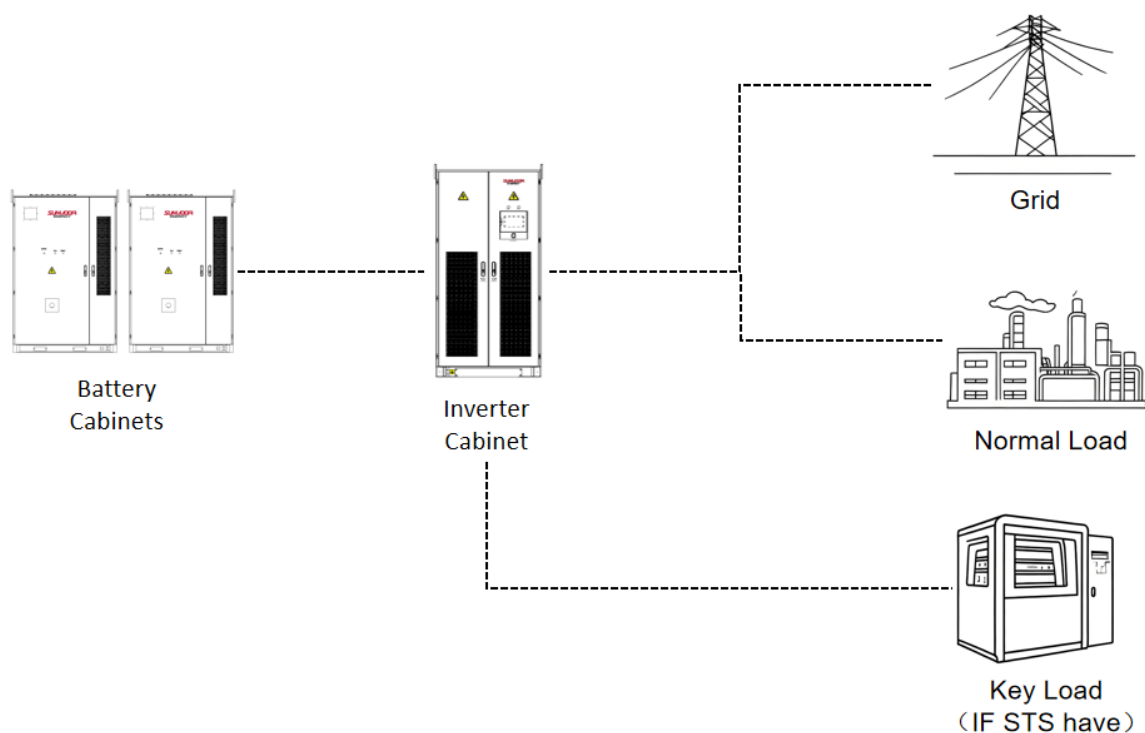 Grid
Battery
Cabinets
Inverter
Cabinet
Normal Load
Key Load
（IF STS have）